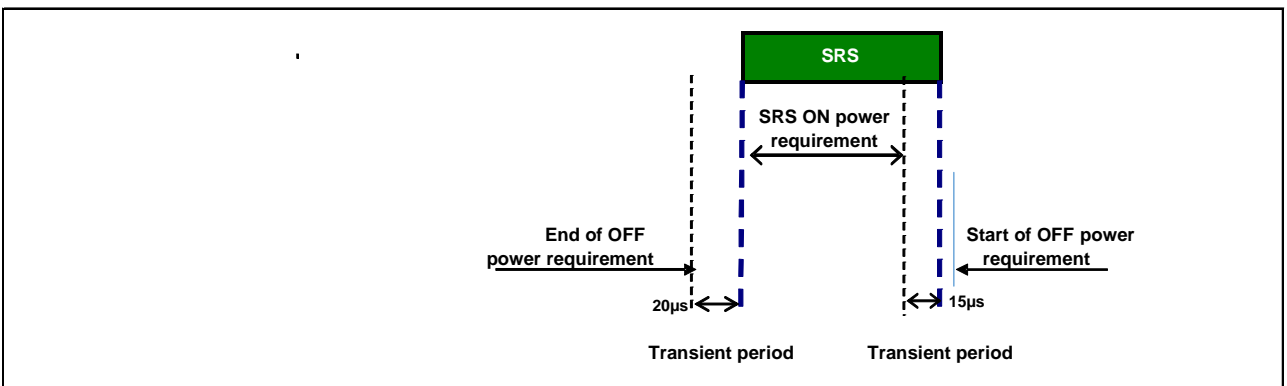 SRS
SRS ON power
requirement
End of OFF
power requirement
Start of OFF power
requirement
20µs
15µs
Transient period
Transient period